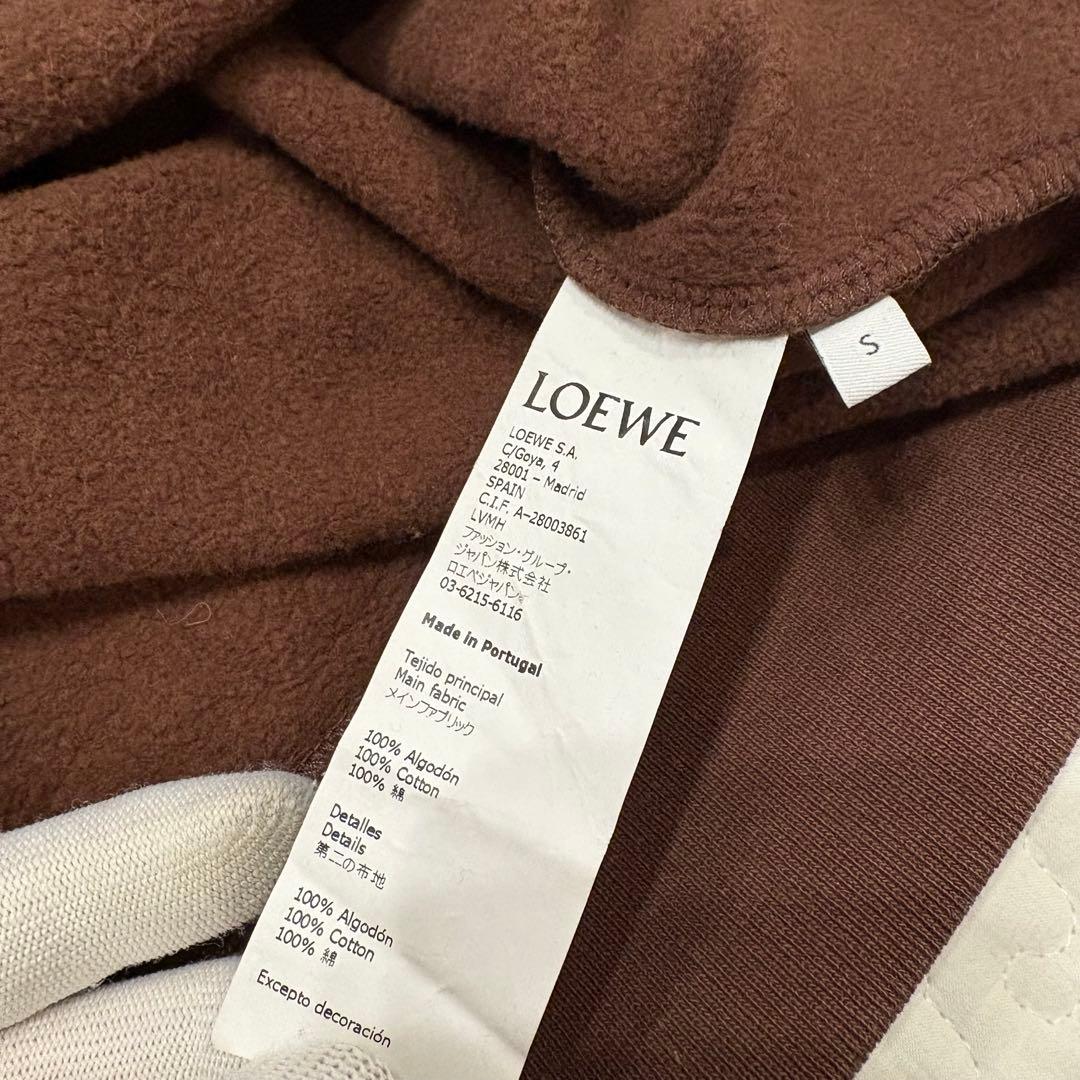 LOEWE
LOEWE S.A.
C/Goya, 4
28001 - Madrid
SPAIN
C.I.F. A-28003861
LVMH
ファッション・グループ・
ジャパン株式会社
ロエベジャパン
03-6215-6116
Made in Portugal
Tejido principal
Main fabric
メインファブリック
100% Algodón
100% Cotton
100% 綿
Detalles
Details
第二の布地
100% Algodón
100% Cotton
100% 綿
Excepto decoración
S